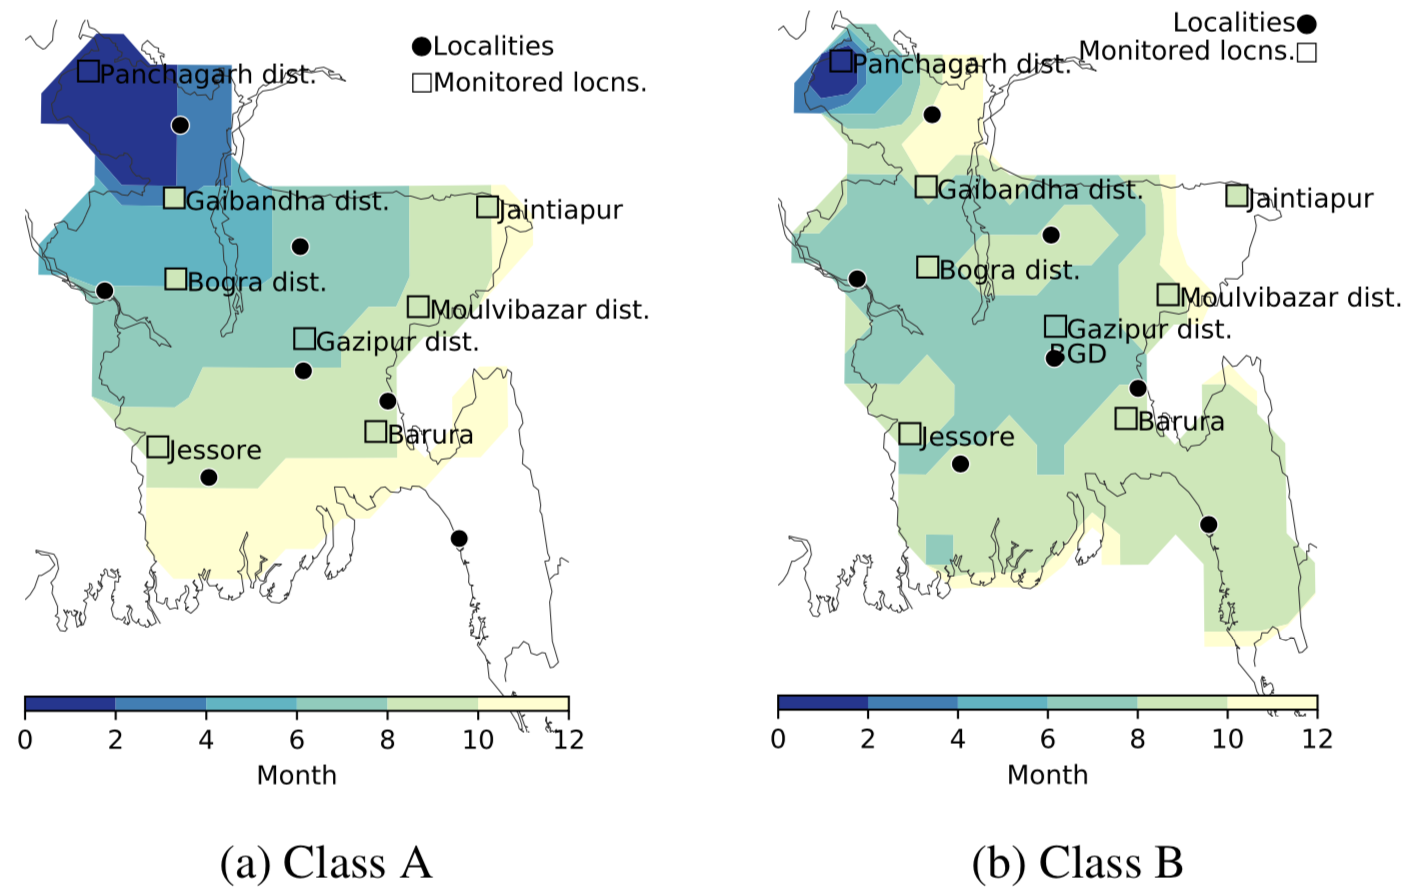 Localities
Monitored locns.
Panchagarh dist.
Gaibandha dist.
Jaintiapur
Bogra dist.
Moulvibazar dist.
Gazipur dist.
Barura
Jessore
0 2 4 6 8 10 12
Month
(a) Class A
Localities
Monitored locns.
Panchagarh dist.
Gaibandha dist.
Jaintiapur
Bogra dist.
Moulvibazar dist.
Gazipur dist.
BGD
Barura
Jessore
0 2 4 6 8 10 12
Month
(b) Class B